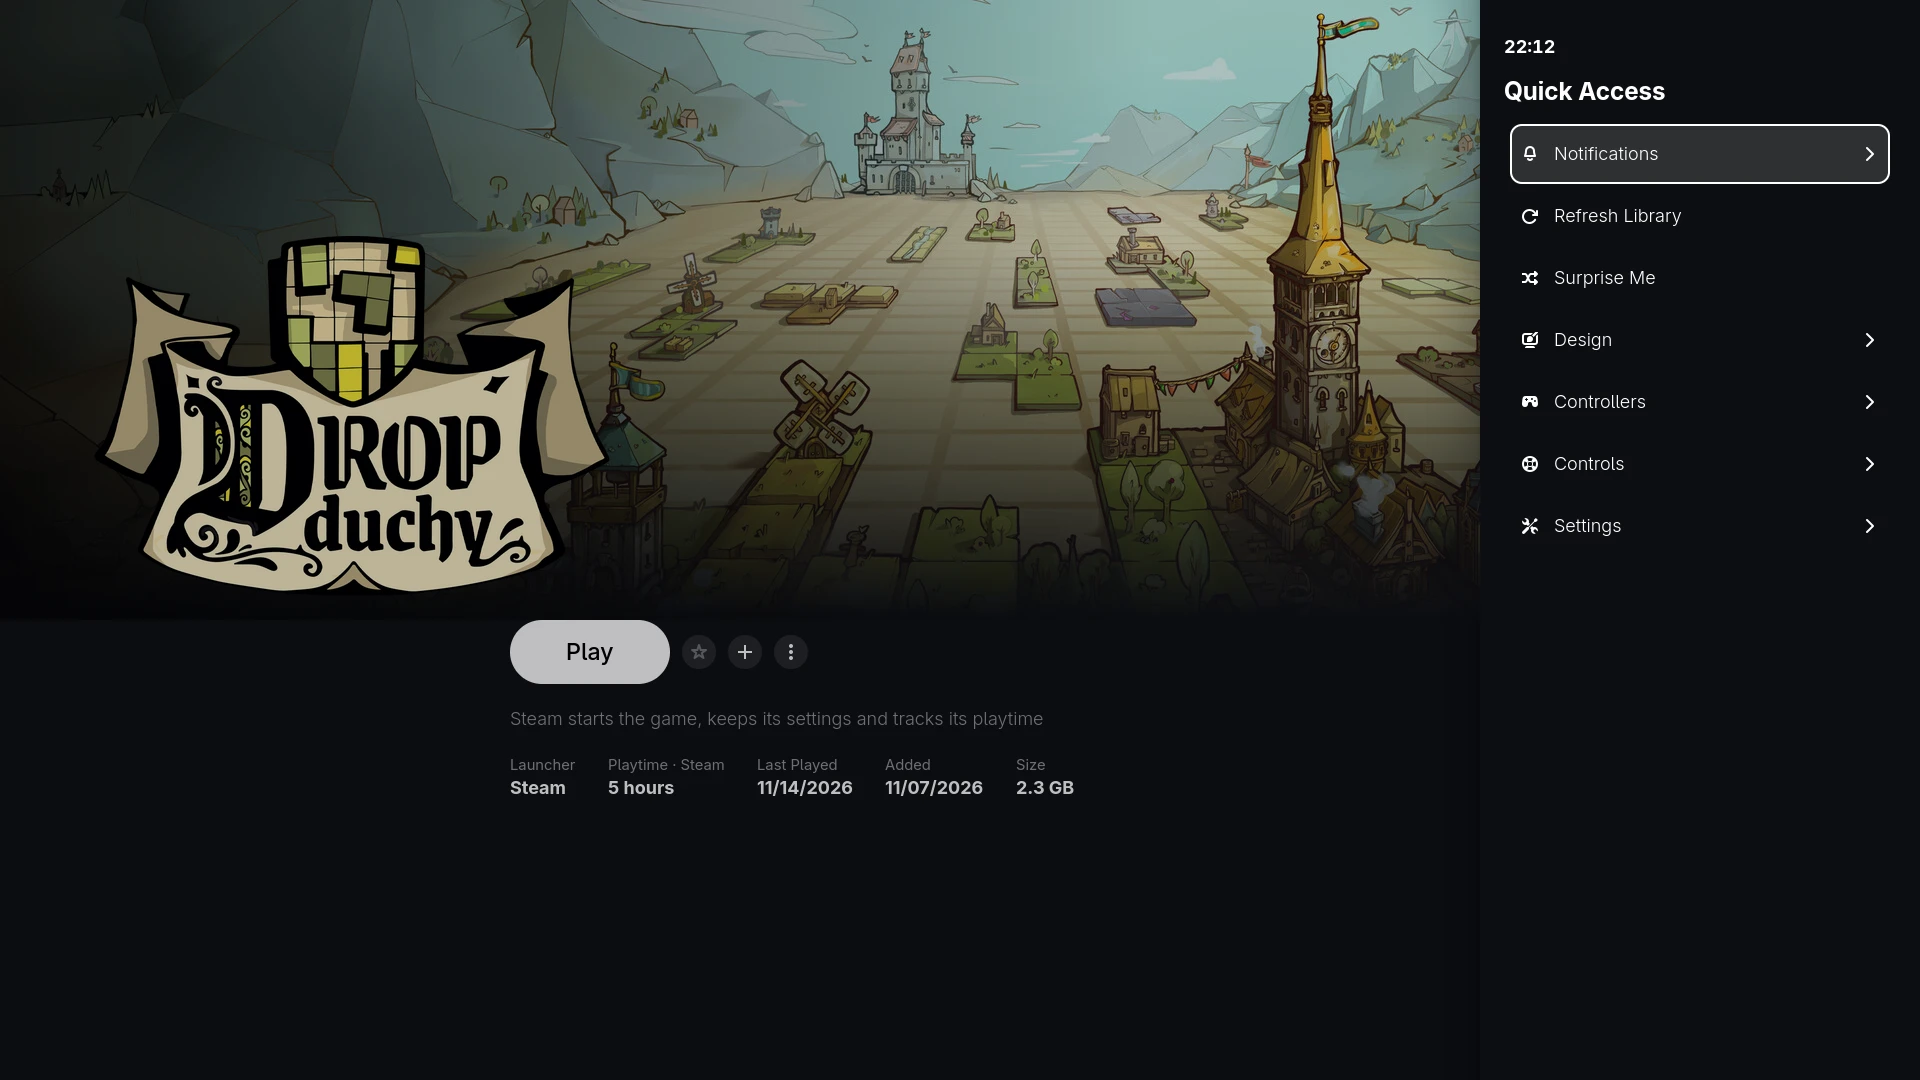 22:12
Quick Access
Notifications
Refresh Library
Surprise Me
Design
Controllers
Controls
Settings
DROP
duchy
Play
Steam starts the game, keeps its settings and tracks its playtime
Launcher
Steam
Playtime · Steam
5 hours
Last Played
11/14/2026
Added
11/07/2026
Size
2.3 GB